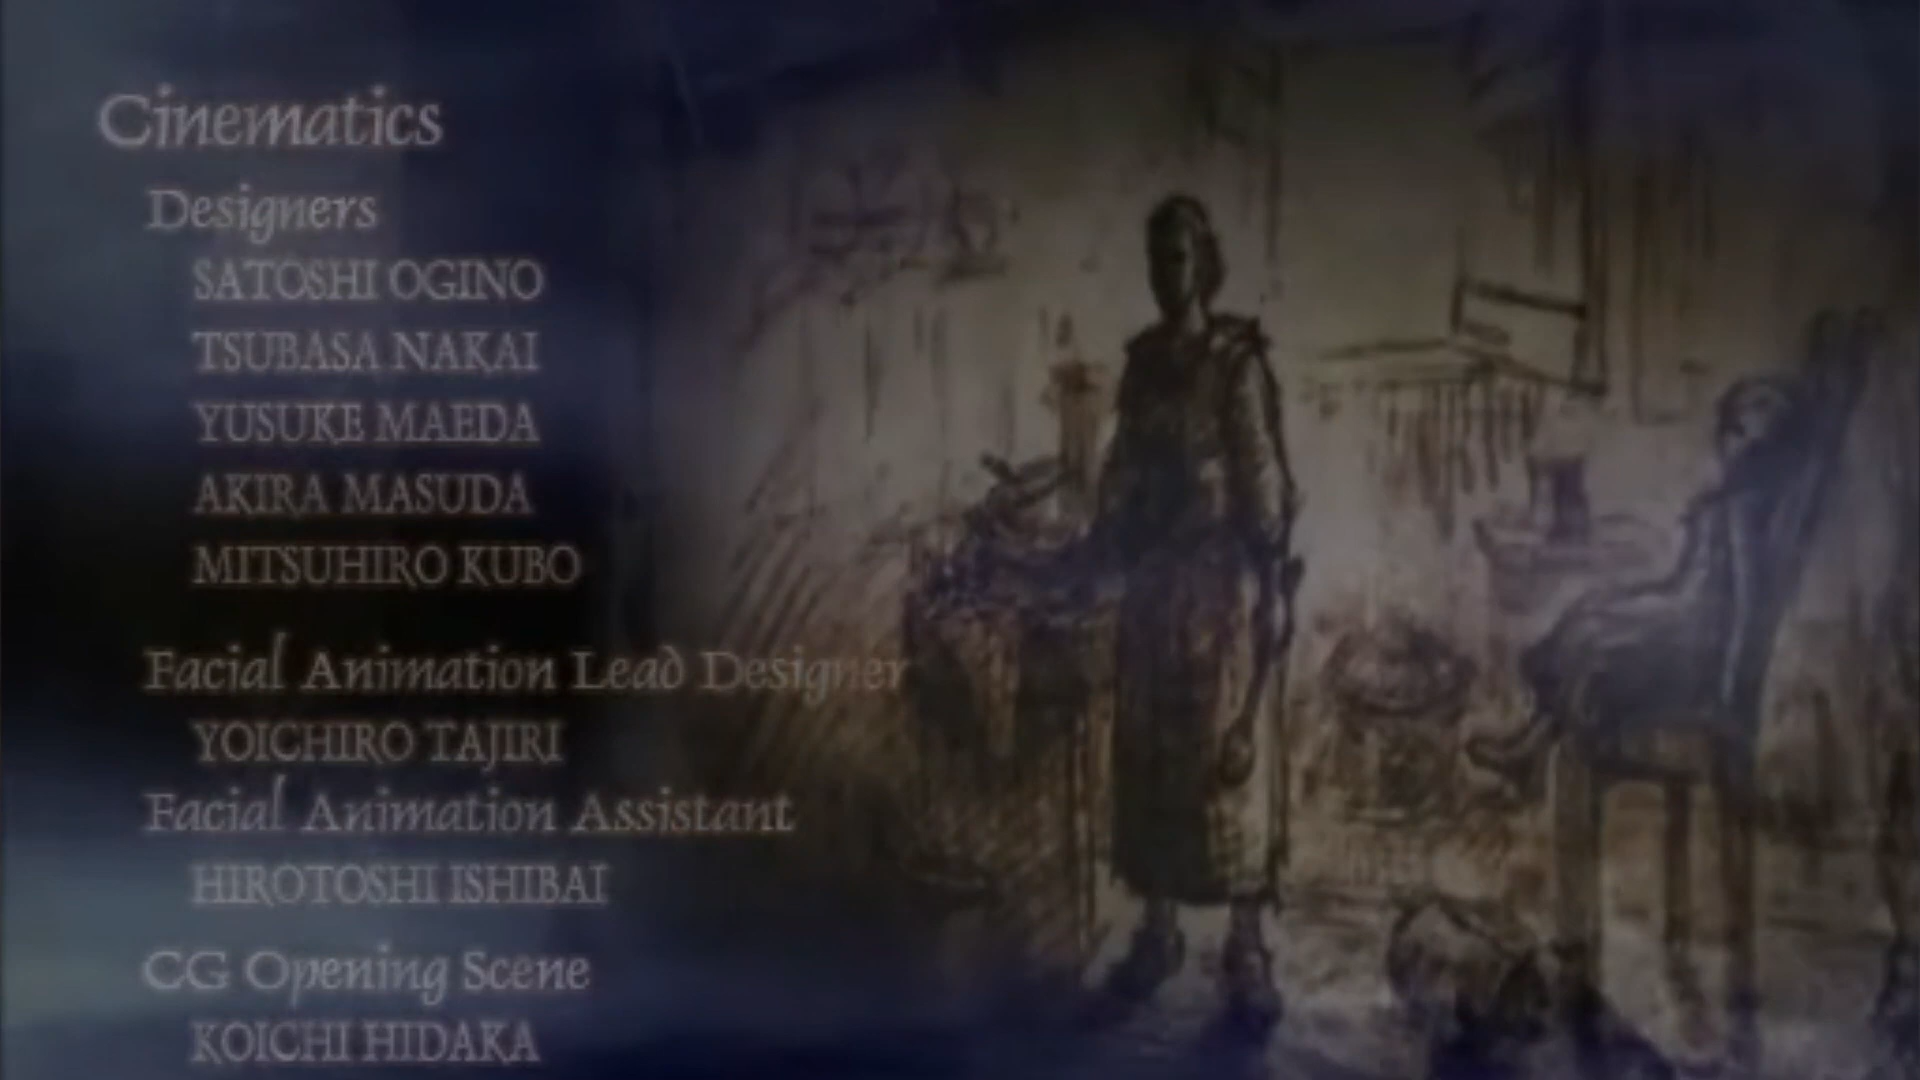 Cinematics
Designers
SATOSHI OGINO
TSUBASA NAKAI
YUSUKE MAEDA
AKIRA MASUDA
MITSUHIRO KUBO
Facial Animation Lead Designer
YOICHIRO TAJIRI
Facial Animation Assistant
HIROTOSHI ISHIBAI
CG Opening Scene
KOICHI HIDAKA